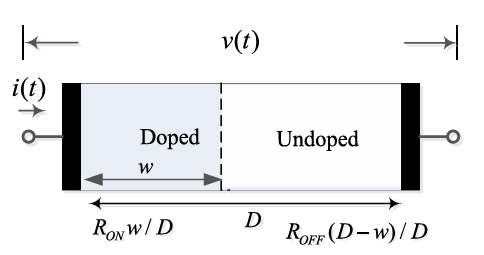 v(t)
i(t)
Doped Undoped
w
D
R_ON w / D R_OFF (D − w) / D